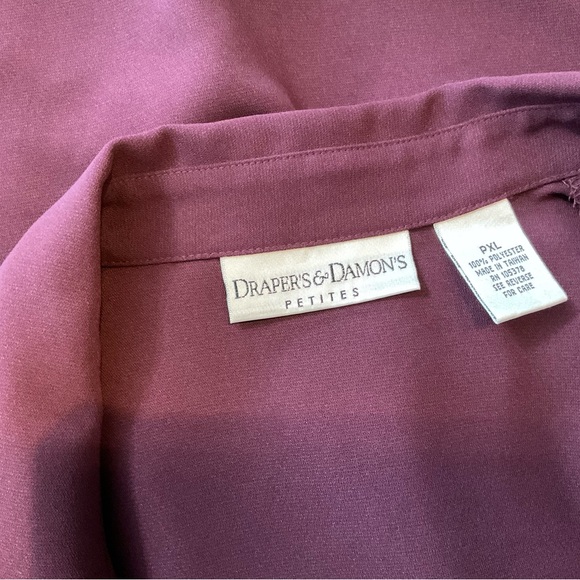 DRAPER'S & DAMON'S
PETITES
PXL
100% POLYESTER
MADE IN TAIWAN
RN 105378
SEE REVERSE
FOR CARE